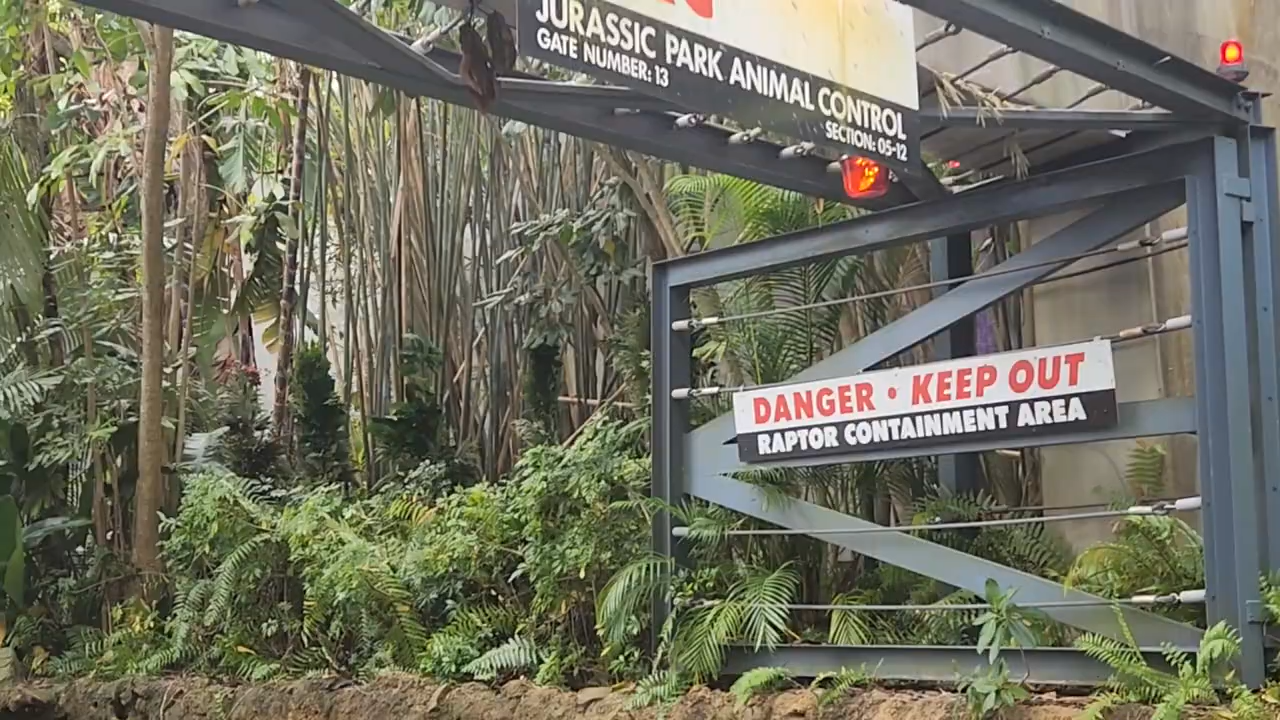 JURASSIC PARK ANIMAL CONTROL
GATE NUMBER: 13
SECTION: 05-12
DANGER • KEEP OUT
RAPTOR CONTAINMENT AREA